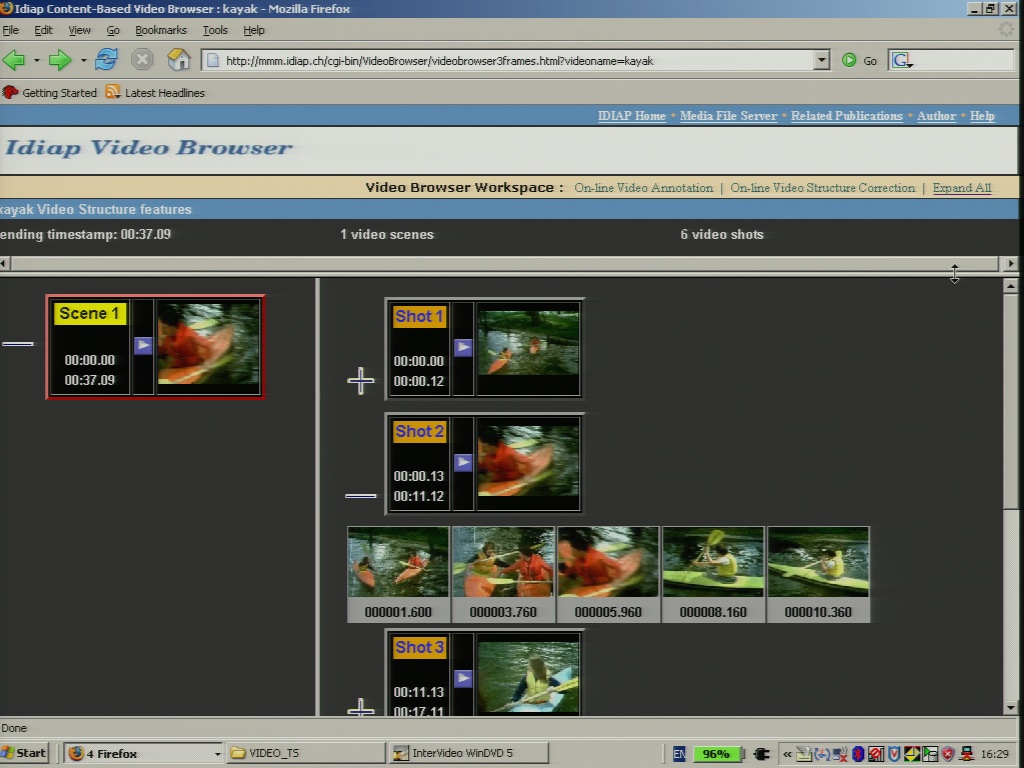 Idiap Content-Based Video Browser : kayak - Mozilla Firefox
File Edit View Go Bookmarks Tools Help
http://mmm.idiap.ch/cgi-bin/VideoBrowser/videobrowser3frames.html?videoname=kayak Go G
Getting Started Latest Headlines
IDIAP Home • Media File Server • Related Publications • Author • Help
Idiap Video Browser
Video Browser Workspace : On-line Video Annotation | On-line Video Structure Correction | Expand All
kayak Video Structure features
ending timestamp: 00:37.09 1 video scenes 6 video shots
Scene 1
00:00.00
00:37.09
Shot 1
00:00.00
00:00.12
Shot 2
00:00.13
00:11.12
000001.600 000003.760 000005.960 000008.160 000010.360
Shot 3
00:11.13
00:17.11
Done
Start 4 Firefox VIDEO_TS InterVideo WinDVD 5 EN 96% « 16:29